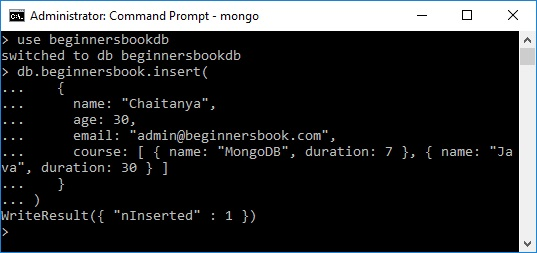 Administrator: Command Prompt - mongo
> use beginnersbookdb
switched to db beginnersbookdb
> db.beginnersbook.insert(
...    {
...      name: "Chaitanya",
...      age: 30,
...      email: "admin@beginnersbook.com",
...      course: [ { name: "MongoDB", duration: 7 }, { name: "Ja
va", duration: 30 } ]
...    }
... )
WriteResult({ "nInserted" : 1 })
>